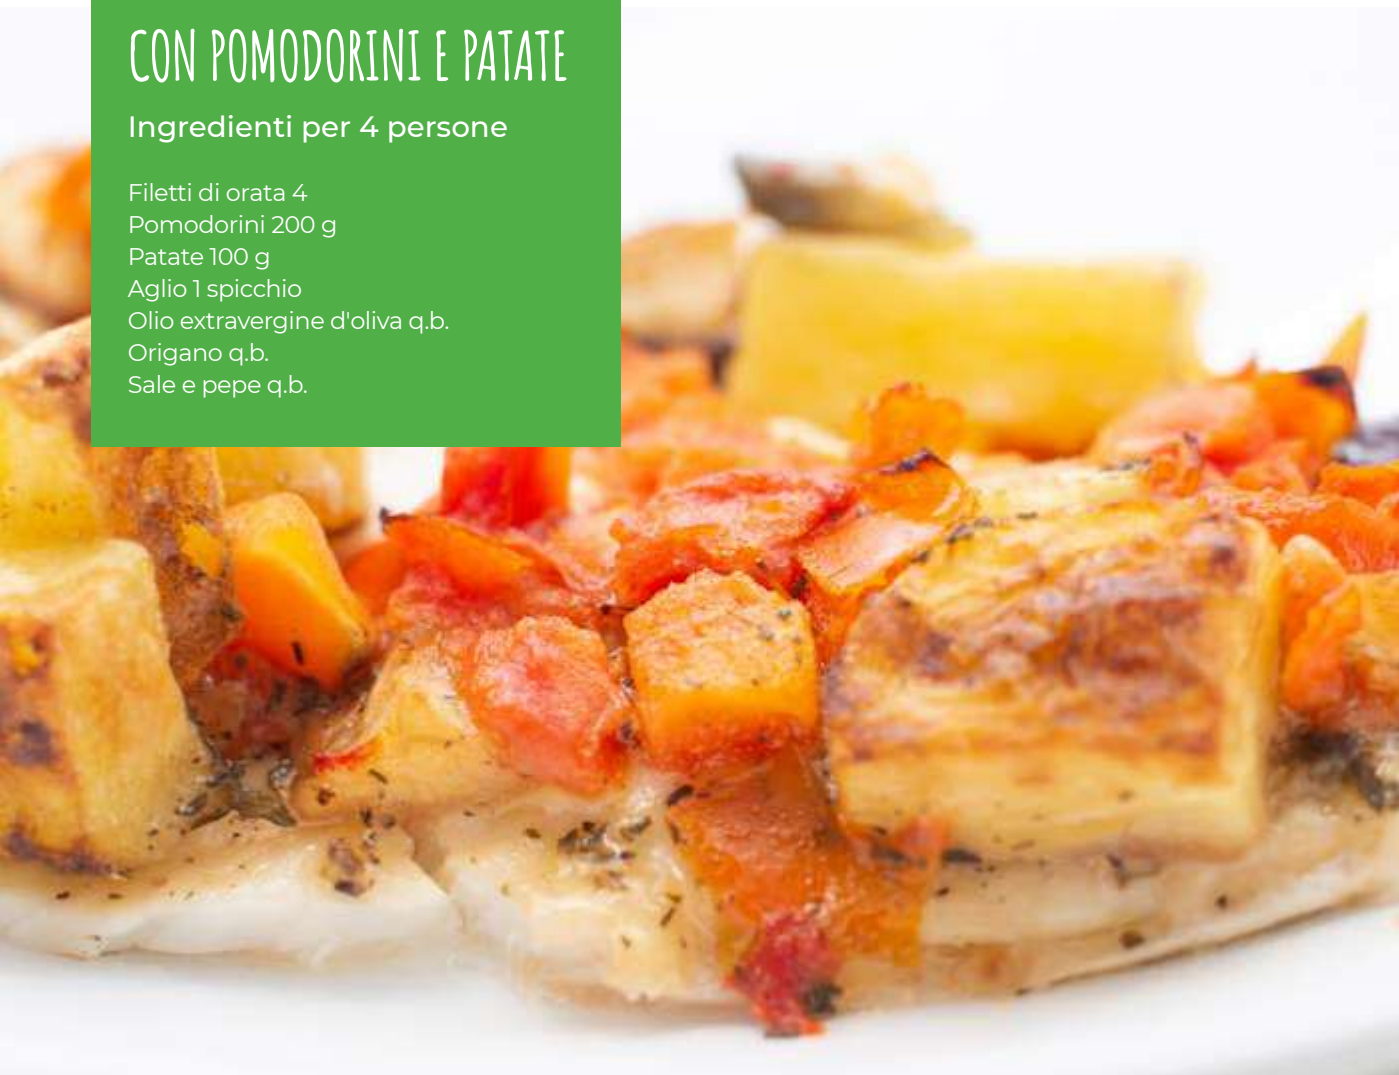 CON POMODORINI E PATATE
Ingredienti per 4 persone
Filetti di orata 4
Pomodorini 200 g
Patate 100 g
Aglio 1 spicchio
Olio extravergine d'oliva q.b.
Origano q.b.
Sale e pepe q.b.